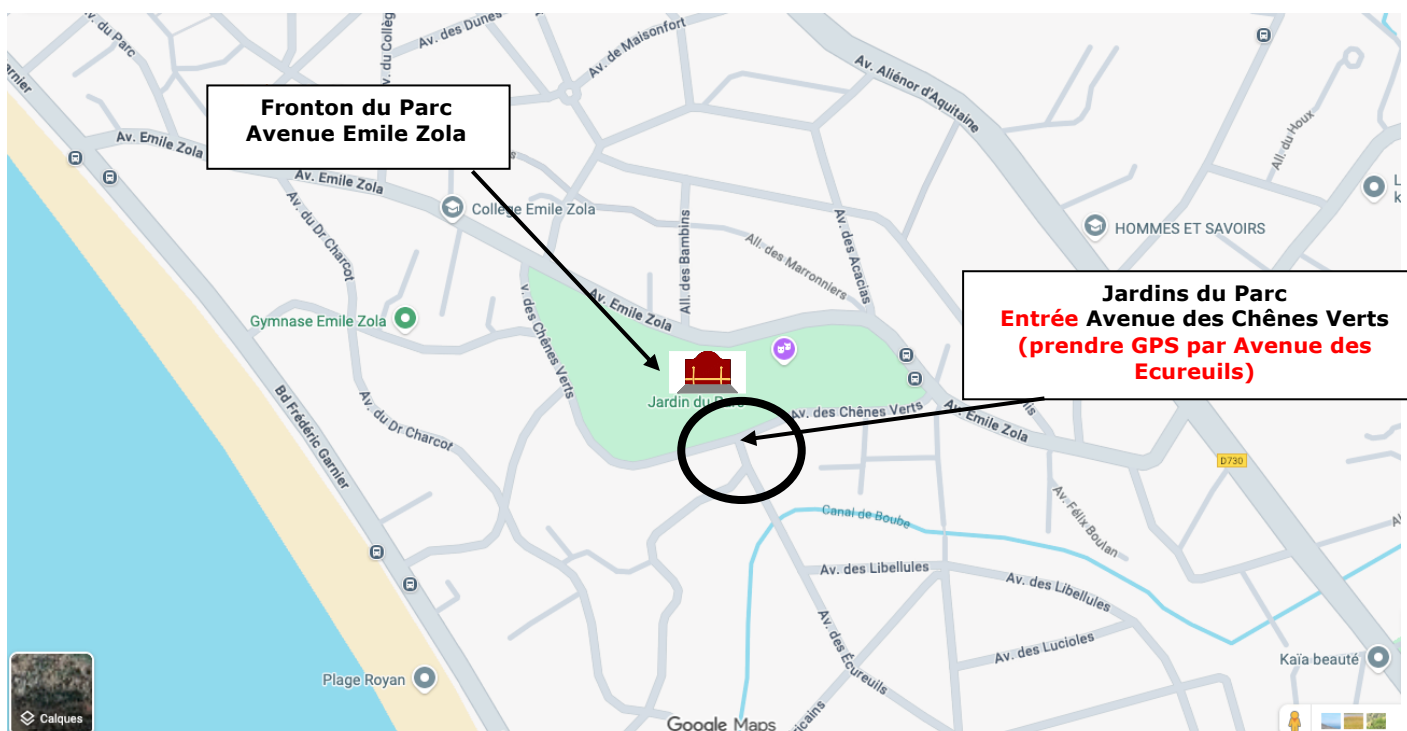 Av. du Parc
Av. des Dunes
Av. de Maisonfort
Av. Aliénor d'Aquitaine
All. du Houx
Fronton du Parc
Avenue Emile Zola
Garnier
v. du Collèg
Av. Emile Zola
Av. Emile Zola
Collège Emile Zola
Av. du Dr Charcot
All. des Bambins
All. des Marronniers
Av. des Acacias
HOMMES ET SAVOIRS
L
k
Jardins du Parc
Entrée Avenue des Chênes Verts
(prendre GPS par Avenue des
Ecureuils)
v. des Chênes Verts
Av. Emile Zola
Gymnase Emile Zola
Jardin du Parc
Av. des Chênes Verts
Av. Emile Zola
Bd Frédéric Garnier
Av. du Dr Charcot
D730
Canal de Boube
Av. Félix Boulan
Av. des Libellules
Av. des Libellules
Av. des Écureuils
Av. des Lucioles
Kaïa beauté
Plage Royan
Calques
Google Maps
ricains